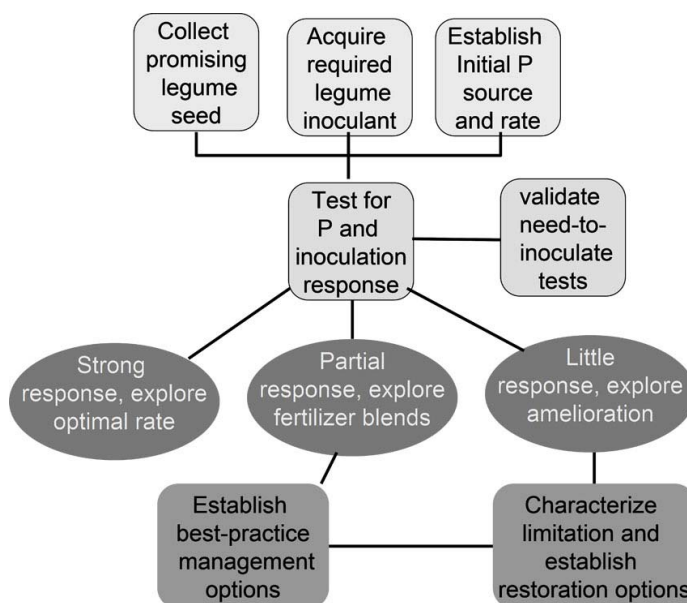 Collect
promising
legume
seed
Acquire
required
legume
inoculant
Establish
Initial P
source
and rate
Test for
P and
inoculation
response
validate
need-to-
inoculate
tests
Strong
response, explore
optimal rate
Partial
response, explore
fertilizer blends
Little
response, explore
amelioration
Establish
best-practice
management
options
Characterize
limitation and
establish
restoration options